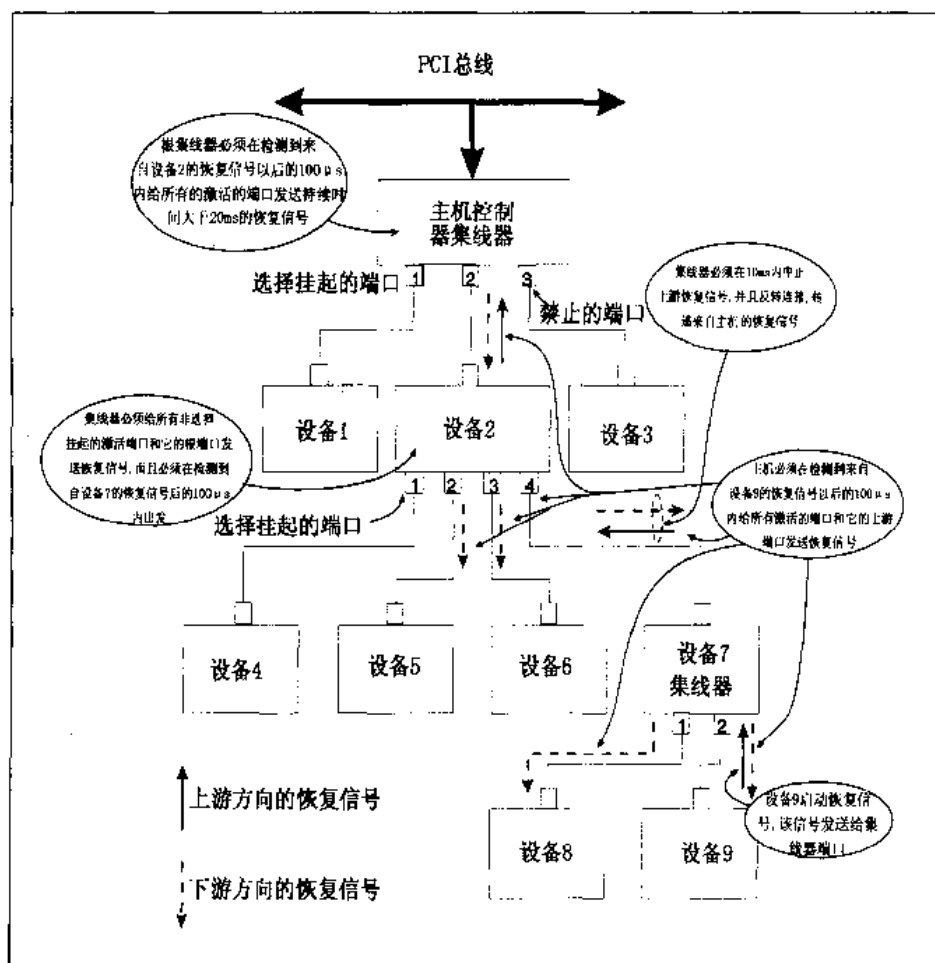 PCI总线
根集线器必须在检测到来
自设备2的恢复信号以后的100μs
内给所有的激活的端口发送持续时
间大于20ms的恢复信号
主机控制
器集线器
选择挂起的端口
1
2
3
禁止的端口
集线器必须在10ms内中止
上游恢复信号,并且反转连接,传
递来自主机的恢复信号
设备1
设备2
设备3
集线器必须给所有非选择
挂起的激活端口和它的根端口发
送恢复信号,而且必须在检测到
自设备7的恢复信号后的100μs
内出发
1
2
3
4
选择挂起的端口
主机必须在检测到来自
设备9的恢复信号以后的100μs
内给所有激活的端口和它的上游
端口发送恢复信号
设备4
设备5
设备6
设备7
集线器
1
2
上游方向的恢复信号
下游方向的恢复信号
设备8
设备9
设备9启动恢复信
号,该信号发送给集
线器端口